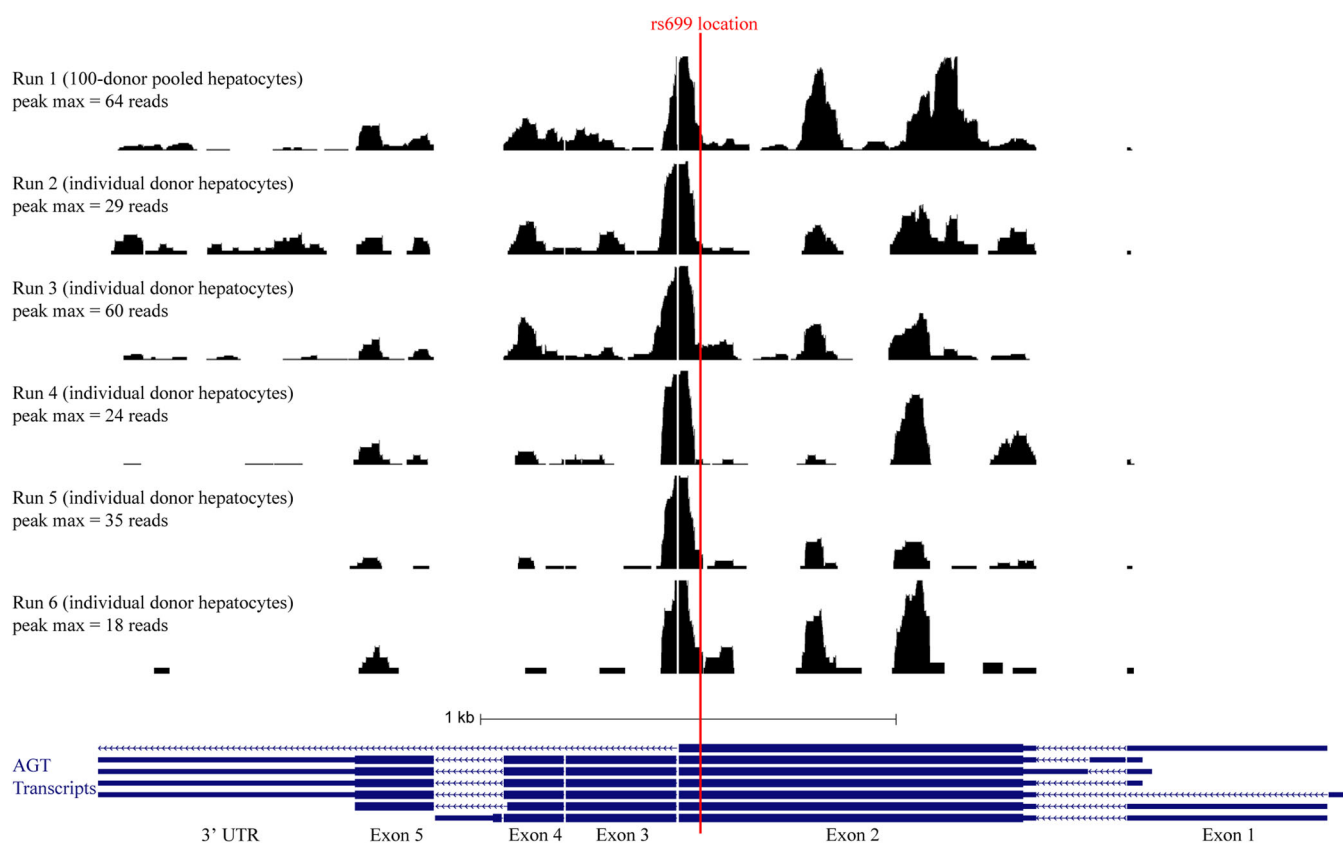 rs699 location
Run 1 (100-donor pooled hepatocytes)
peak max = 64 reads
Run 2 (individual donor hepatocytes)
peak max = 29 reads
Run 3 (individual donor hepatocytes)
peak max = 60 reads
Run 4 (individual donor hepatocytes)
peak max = 24 reads
Run 5 (individual donor hepatocytes)
peak max = 35 reads
Run 6 (individual donor hepatocytes)
peak max = 18 reads
1 kb
AGT
Transcripts
3’ UTR Exon 5 Exon 4 Exon 3 Exon 2 Exon 1